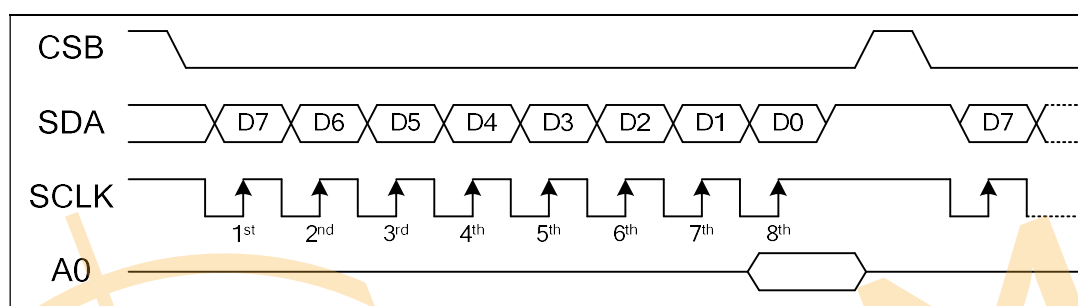 CSB
SDA D7 D6 D5 D4 D3 D2 D1 D0 D7
SCLK
1st 2nd 3rd 4th 5th 6th 7th 8th
A0